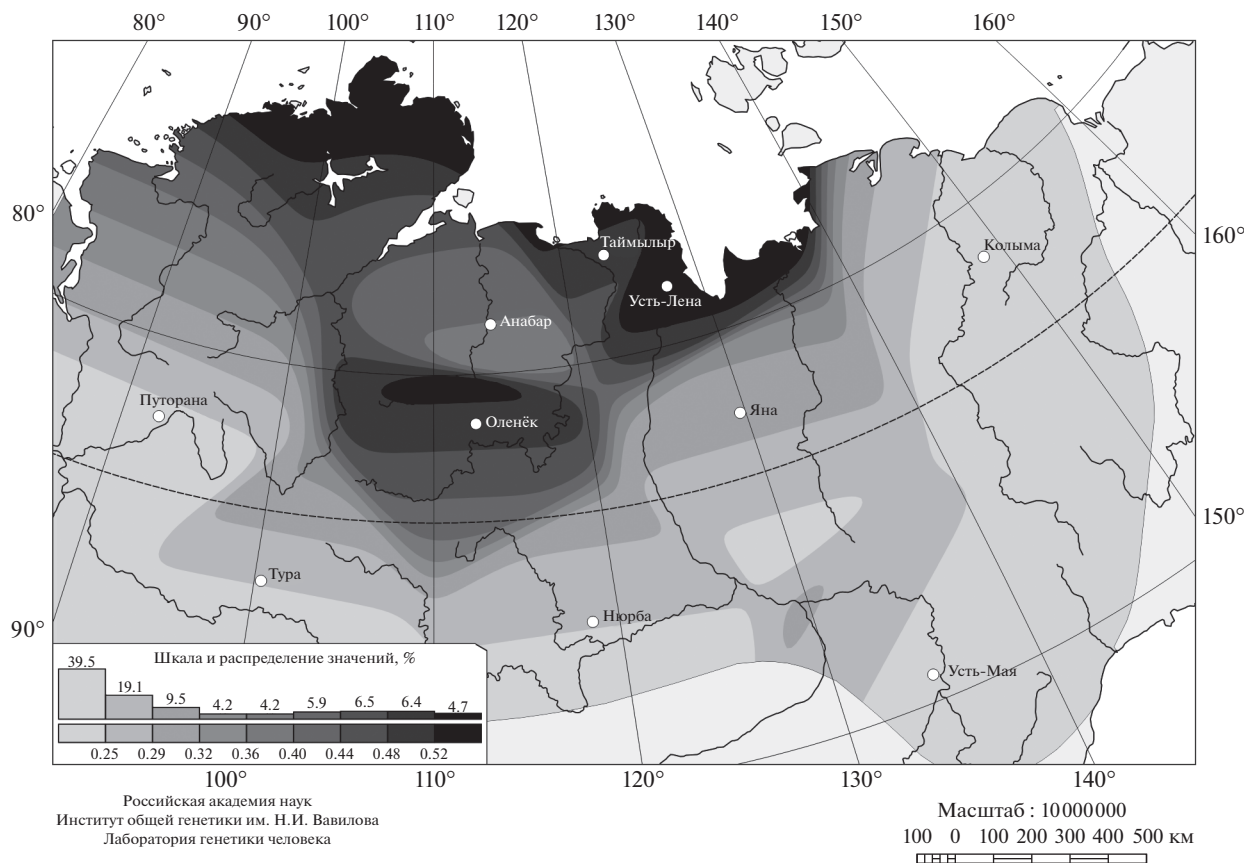 80° 90° 100° 110° 120° 130° 140° 150° 160°
80°
160°
Таймылыр
Колыма
Усть-Лена
Анабар
Путорана
Оленёк
Яна
150°
Тура
Нюрба
90°
Усть-Мая
Шкала и распределение значений, %
39.5 19.1 9.5 4.2 4.2 5.9 6.5 6.4 4.7
0.25 0.29 0.32 0.36 0.40 0.44 0.48 0.52
100° 110° 120° 130° 140°
Российская академия наук
Институт общей генетики им. Н.И. Вавилова
Лаборатория генетики человека
Масштаб : 10000000
100 0 100 200 300 400 500 км